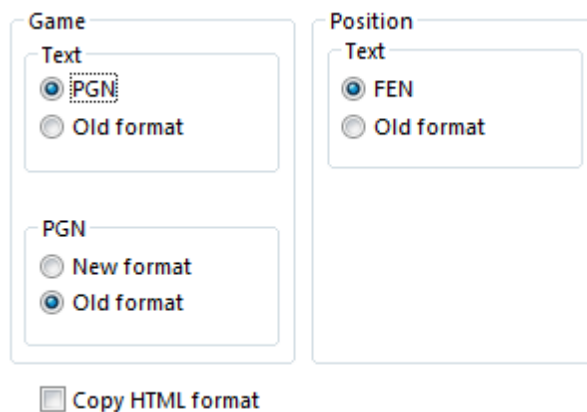 Game
Text
PGN
Old format
PGN
New format
Old format
Position
Text
FEN
Old format
Copy HTML format